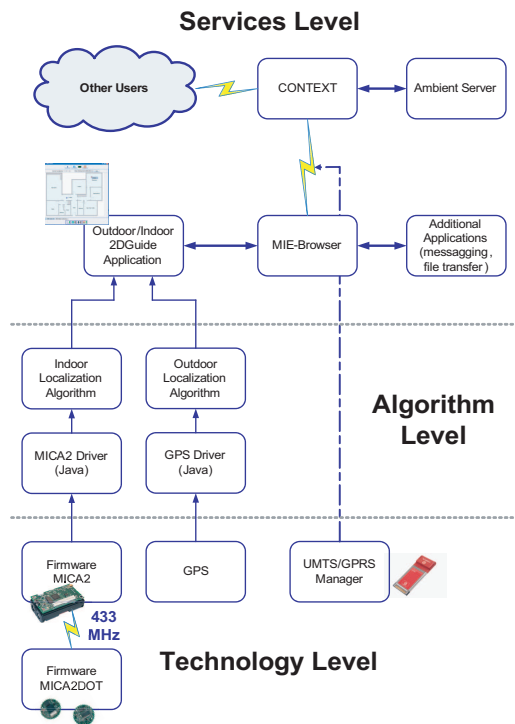 Services Level
Other Users
CONTEXT
Ambient Server
Outdoor/Indoor
2DGuide
Application
MIE-Browser
Additional
Applications
(messagging,
file transfer)
Indoor
Localization
Algorithm
Outdoor
Localization
Algorithm
Algorithm
Level
MICA2 Driver
(Java)
GPS Driver
(Java)
Firmware
MICA2
GPS
UMTS/GPRS
Manager
433
MHz
Technology Level
Firmware
MICA2DOT